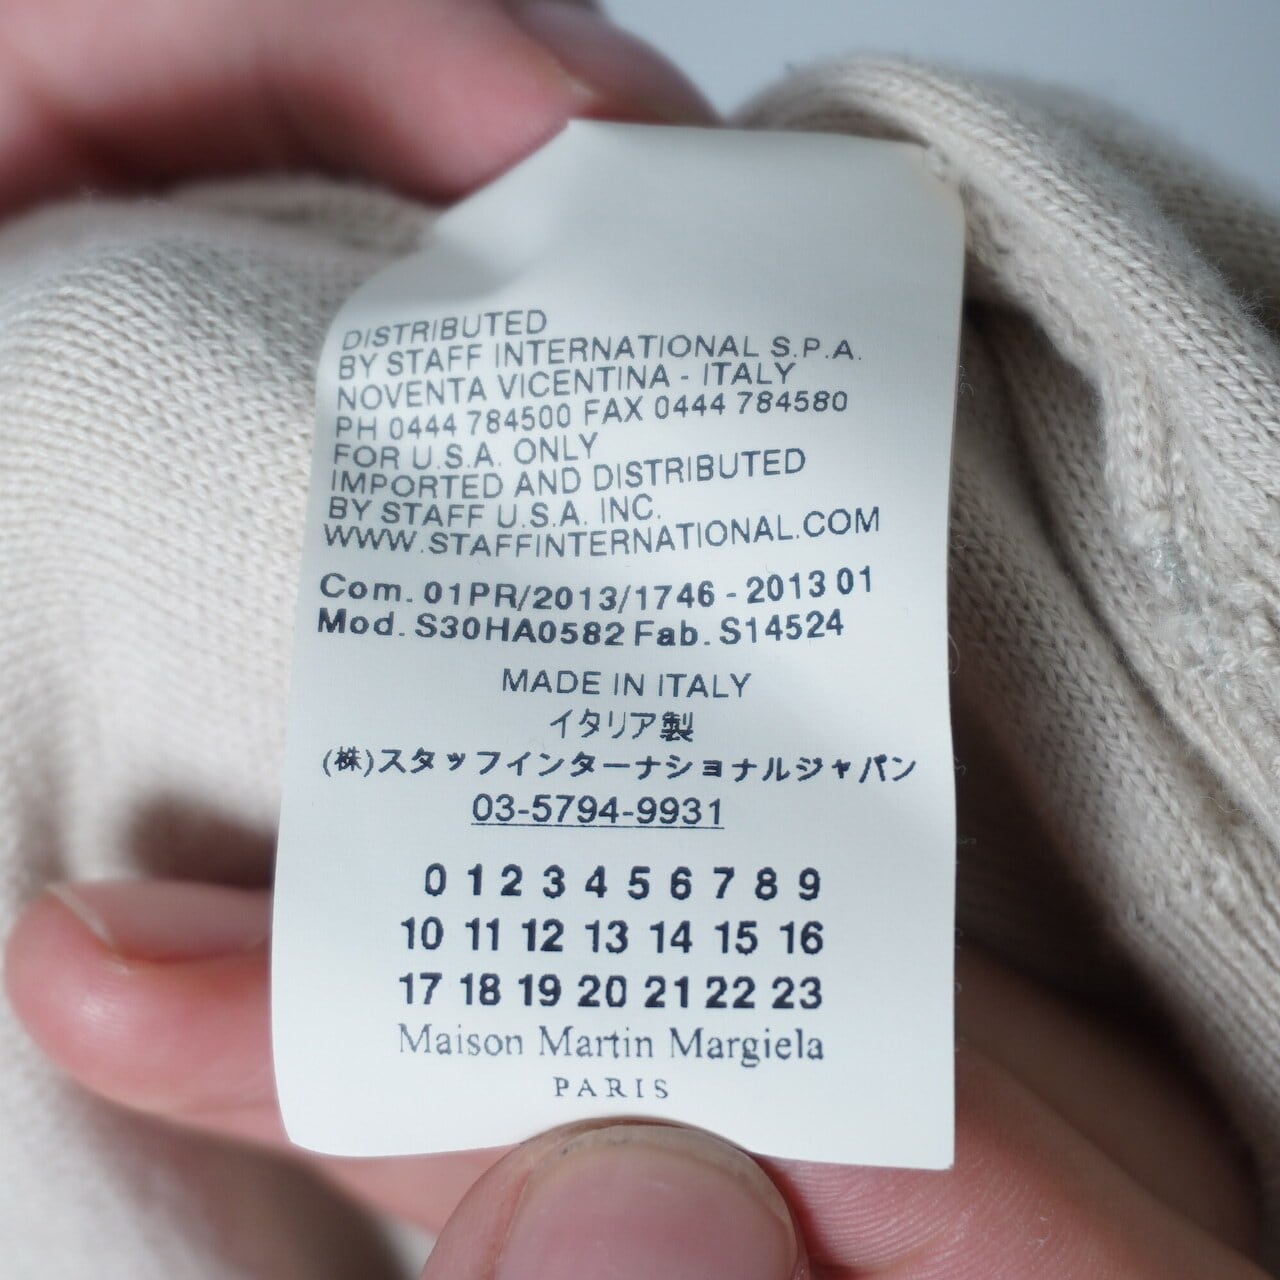 DISTRIBUTED
BY STAFF INTERNATIONAL S.P.A.
NOVENTA VICENTINA - ITALY
PH 0444 784500 FAX 0444 784580
FOR U.S.A. ONLY
IMPORTED AND DISTRIBUTED
BY STAFF U.S.A. INC.
WWW.STAFFINTERNATIONAL.COM
Com. 01PR/2013/1746 - 2013 01
Mod. S30HA0582 Fab. S14524
MADE IN ITALY
イタリア製
(株)スタッフインターナショナルジャパン
03-5794-9931
0 1 2 3 4 5 6 7 8 9
10 11 12 13 14 15 16
17 18 19 20 21 22 23
Maison Martin Margiela
PARIS